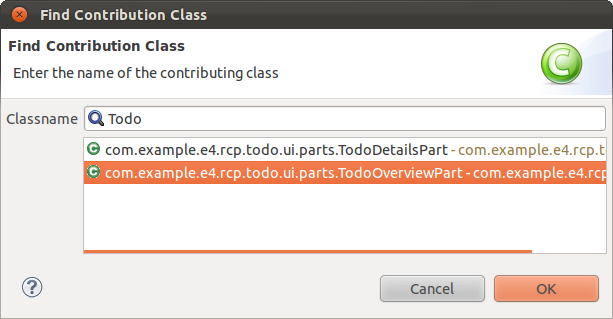 Find Contribution Class
Find Contribution Class
Enter the name of the contributing class
Classname Todo
com.example.e4.rcp.todo.ui.parts.TodoDetailsPart - com.example.e4.rcp.t
com.example.e4.rcp.todo.ui.parts.TodoOverviewPart - com.example.e4.rcp
Cancel OK